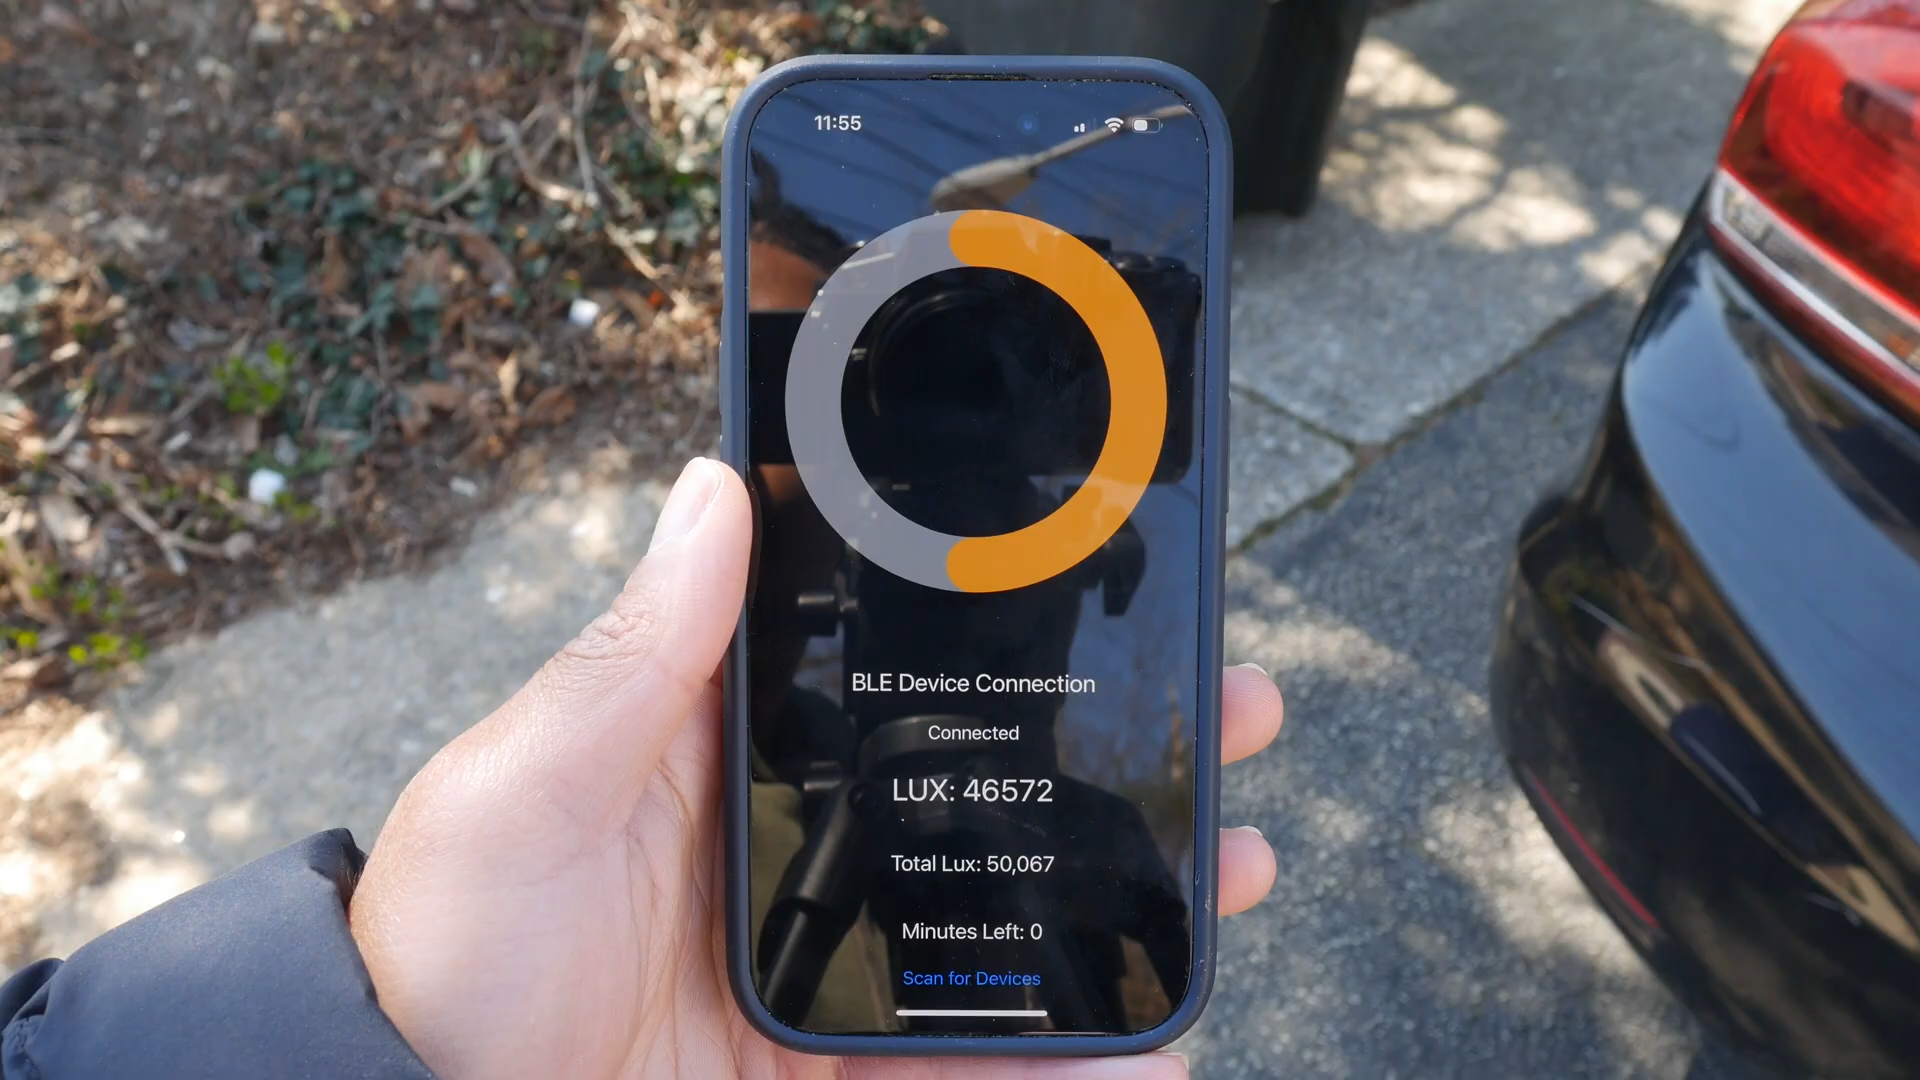 11:55
BLE Device Connection
Connected
LUX: 46572
Total Lux: 50,067
Minutes Left: 0
Scan for Devices